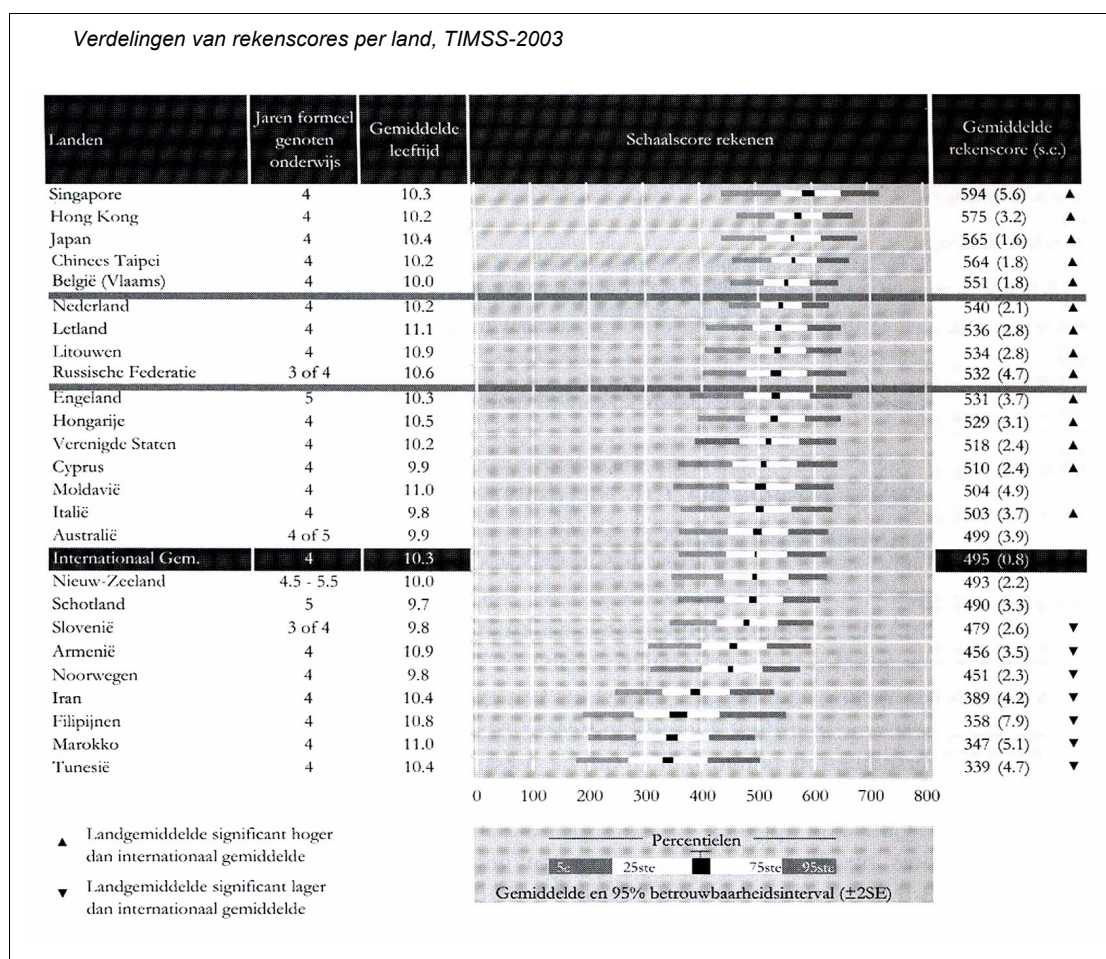 Verdelingen van rekenscores per land, TIMSS-2003
Landen Jaren formeel genoten onderwijs Gemiddelde leeftijd Schaalscore rekenen Gemiddelde rekenscore (s.e.)
Singapore 4 10.3 594 (5.6) ▲
Hong Kong 4 10.2 575 (3.2) ▲
Japan 4 10.4 565 (1.6) ▲
Chinees Taipei 4 10.2 564 (1.8) ▲
België (Vlaams) 4 10.0 551 (1.8) ▲
Nederland 4 10.2 540 (2.1) ▲
Letland 4 11.1 536 (2.8) ▲
Litouwen 4 10.9 534 (2.8) ▲
Russische Federatie 3 of 4 10.6 532 (4.7) ▲
Engeland 5 10.3 531 (3.7) ▲
Hongarije 4 10.5 529 (3.1) ▲
Verenigde Staten 4 10.2 518 (2.4) ▲
Cyprus 4 9.9 510 (2.4) ▲
Moldavië 4 11.0 504 (4.9)
Italië 4 9.8 503 (3.7) ▲
Australië 4 of 5 9.9 499 (3.9)
Internationaal Gem. 4 10.3 495 (0.8)
Nieuw-Zeeland 4.5 - 5.5 10.0 493 (2.2)
Schotland 5 9.7 490 (3.3)
Slovenië 3 of 4 9.8 479 (2.6) ▼
Armenië 4 10.9 456 (3.5) ▼
Noorwegen 4 9.8 451 (2.3) ▼
Iran 4 10.4 389 (4.2) ▼
Filipijnen 4 10.8 358 (7.9) ▼
Marokko 4 11.0 347 (5.1) ▼
Tunesië 4 10.4 339 (4.7) ▼
0 100 200 300 400 500 600 700 800
▲ Landgemiddelde significant hoger
dan internationaal gemiddelde
▼ Landgemiddelde significant lager
dan internationaal gemiddelde
Percentielen
5e 25ste 75ste 95ste
Gemiddelde en 95% betrouwbaarheidsinterval (±2SE)